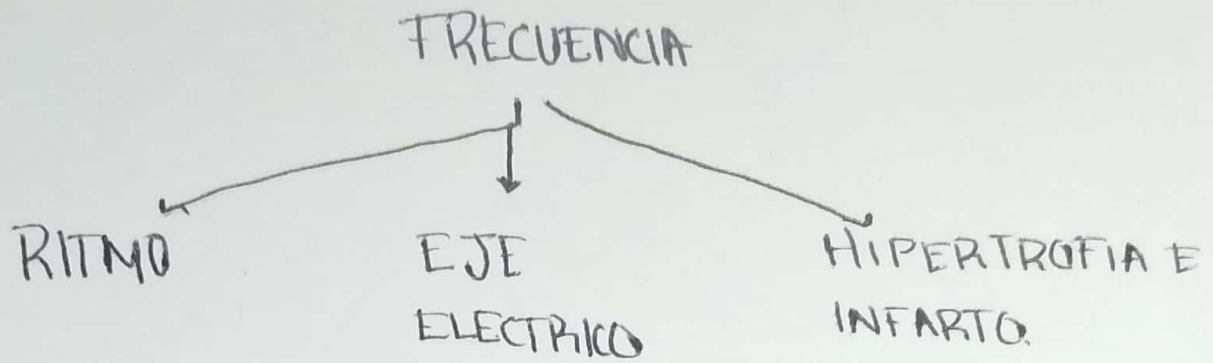 FRECUENCIA
RITMO
EJE
ELECTRICO
HIPERTROFIA E
INFARTO.